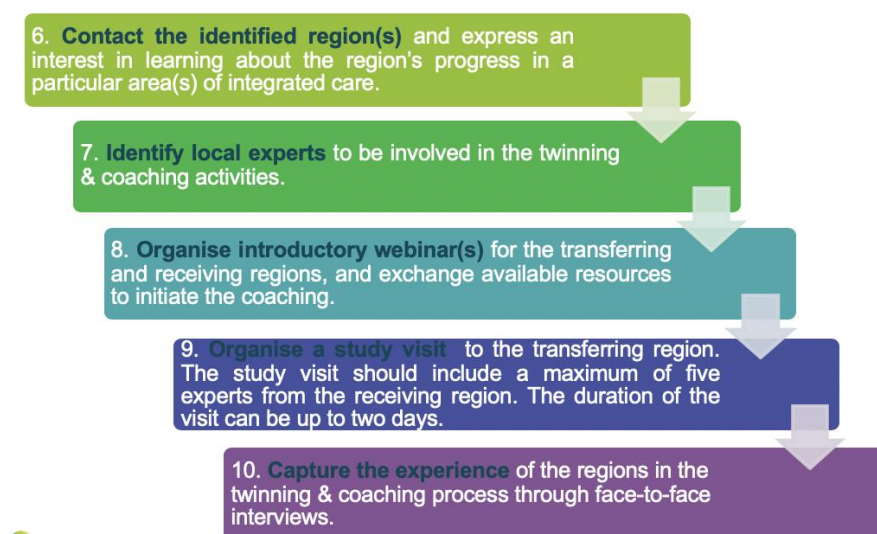 6. Contact the identified region(s) and express an
interest in learning about the region's progress in a
particular area(s) of integrated care.
7. Identify local experts to be involved in the twinning
& coaching activities.
8. Organise introductory webinar(s) for the transferring
and receiving regions, and exchange available resources
to initiate the coaching.
9. Organise a study visit to the transferring region.
The study visit should include a maximum of five
experts from the receiving region. The duration of the
visit can be up to two days.
10. Capture the experience of the regions in the
twinning & coaching process through face-to-face
interviews.